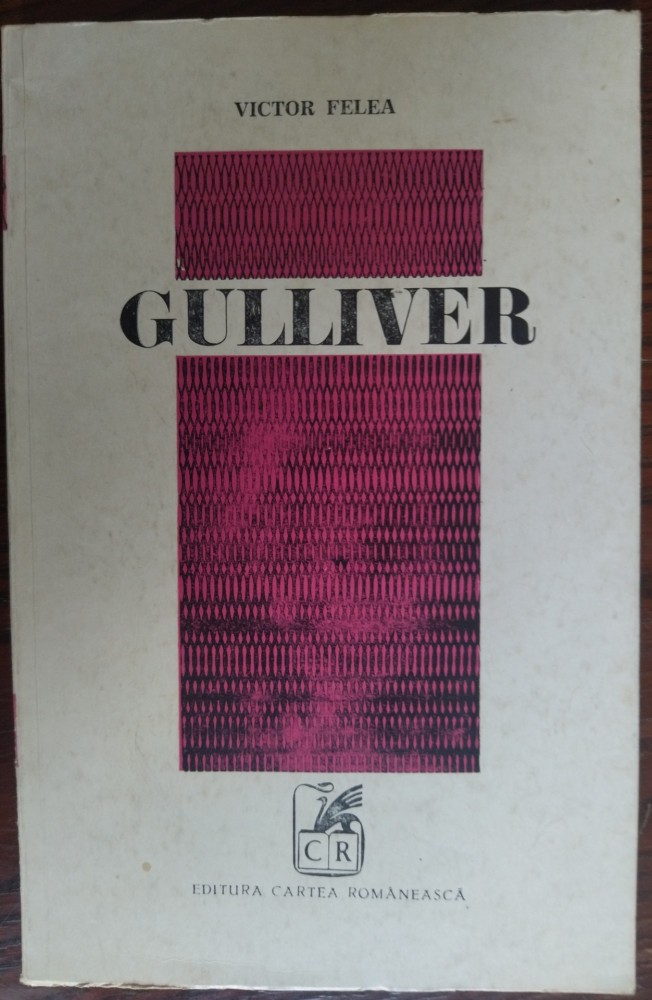 VICTOR FELEA
GULLIVER
CR
EDITURA CARTEA ROMÂNEASCĂ